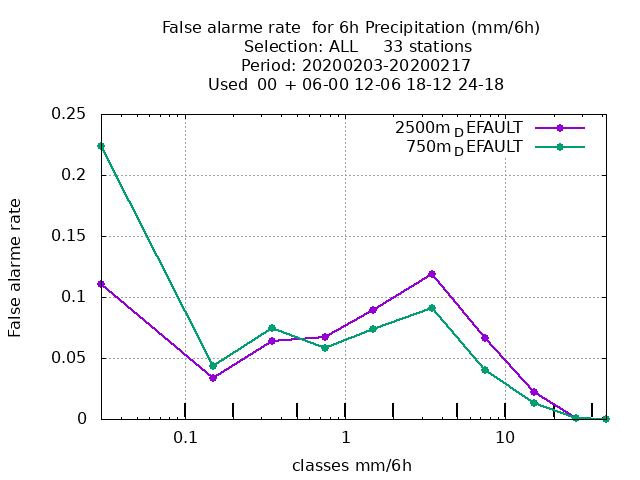 False alarme rate  for 6h Precipitation (mm/6h)
Selection: ALL     33 stations
Period: 20200203-20200217
Used  00  + 06-00 12-06 18-12 24-18
2500m_DEFAULT
750m_DEFAULT
False alarme rate
0.25
0.2
0.15
0.1
0.05
0
0.1
1
10
classes mm/6h